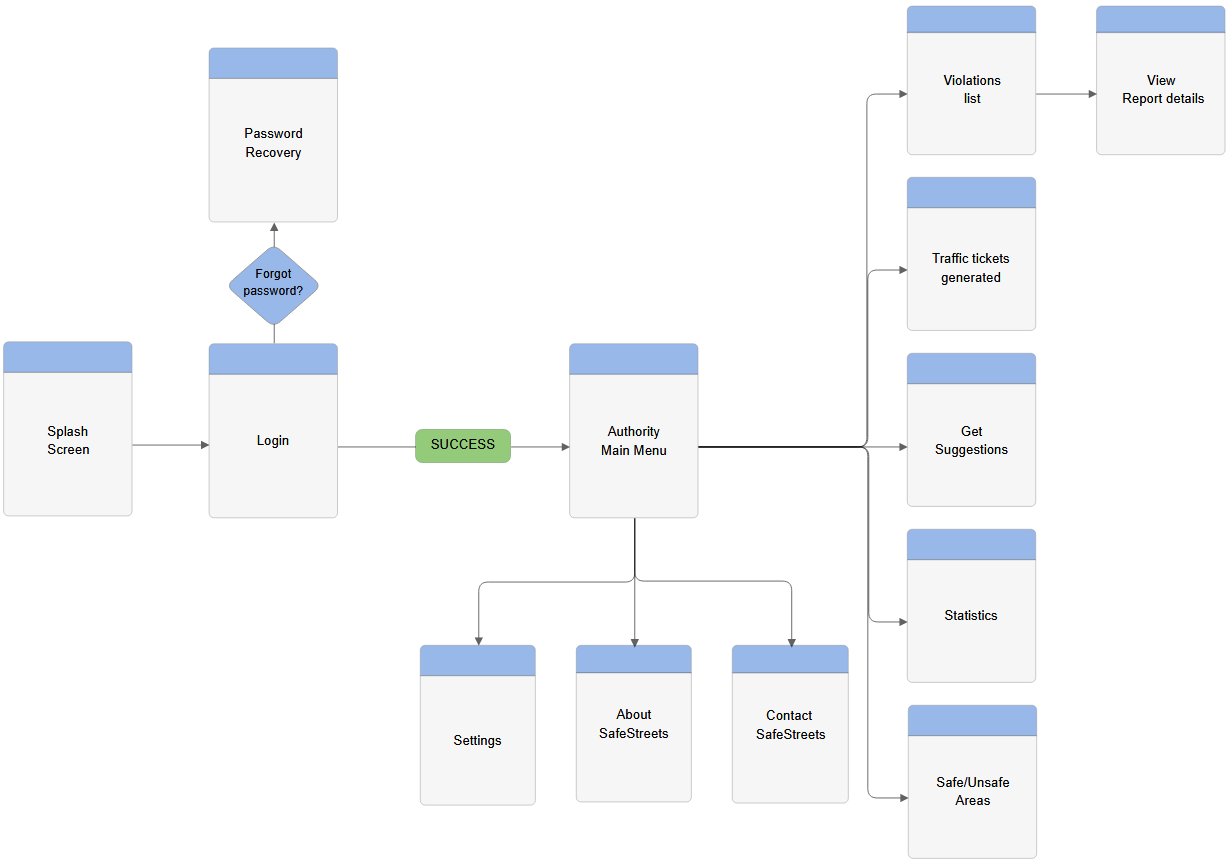 Violations
list
View
Report details
Password
Recovery
Traffic tickets
generated
Forgot
password?
Splash
Screen
Login
SUCCESS
Authority
Main Menu
Get
Suggestions
Statistics
Settings
About
SafeStreets
Contact
SafeStreets
Safe/Unsafe
Areas